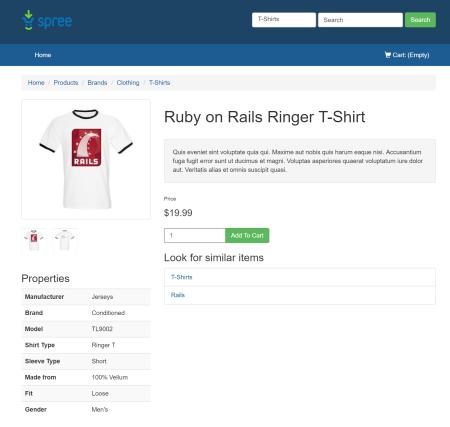 spree
T-Shirts Search Search
Home Cart: (Empty)
Home / Products / Brands / Clothing / T-Shirts
Ruby on Rails Ringer T-Shirt
RAILS
Quis eveniet sint voluptate quia qui. Maxime aut nobis quis harum eaque nisi. Accusantium
fuga fugit error sunt ut ducimus et magni. Voluptas asperiores quaerat voluptatum iure dolor
aut. Veritatis alias et omnis suscipit quasi.
Price
$19.99
1 Add To Cart
Look for similar items
T-Shirts
Rails
Properties
Manufacturer Jerseys
Brand Conditioned
Model TL9002
Shirt Type Ringer T
Sleeve Type Short
Made from 100% Vellum
Fit Loose
Gender Men's